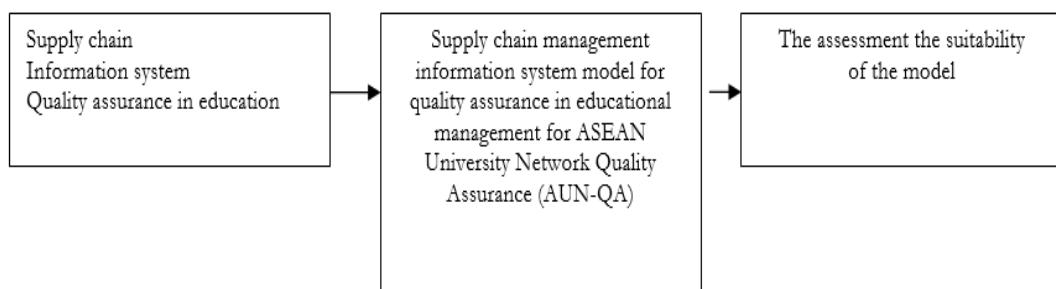 Supply chain
Information system
Quality assurance in education
Supply chain management
information system model for
quality assurance in educational
management for ASEAN
University Network Quality
Assurance (AUN-QA)
The assessment the suitability
of the model